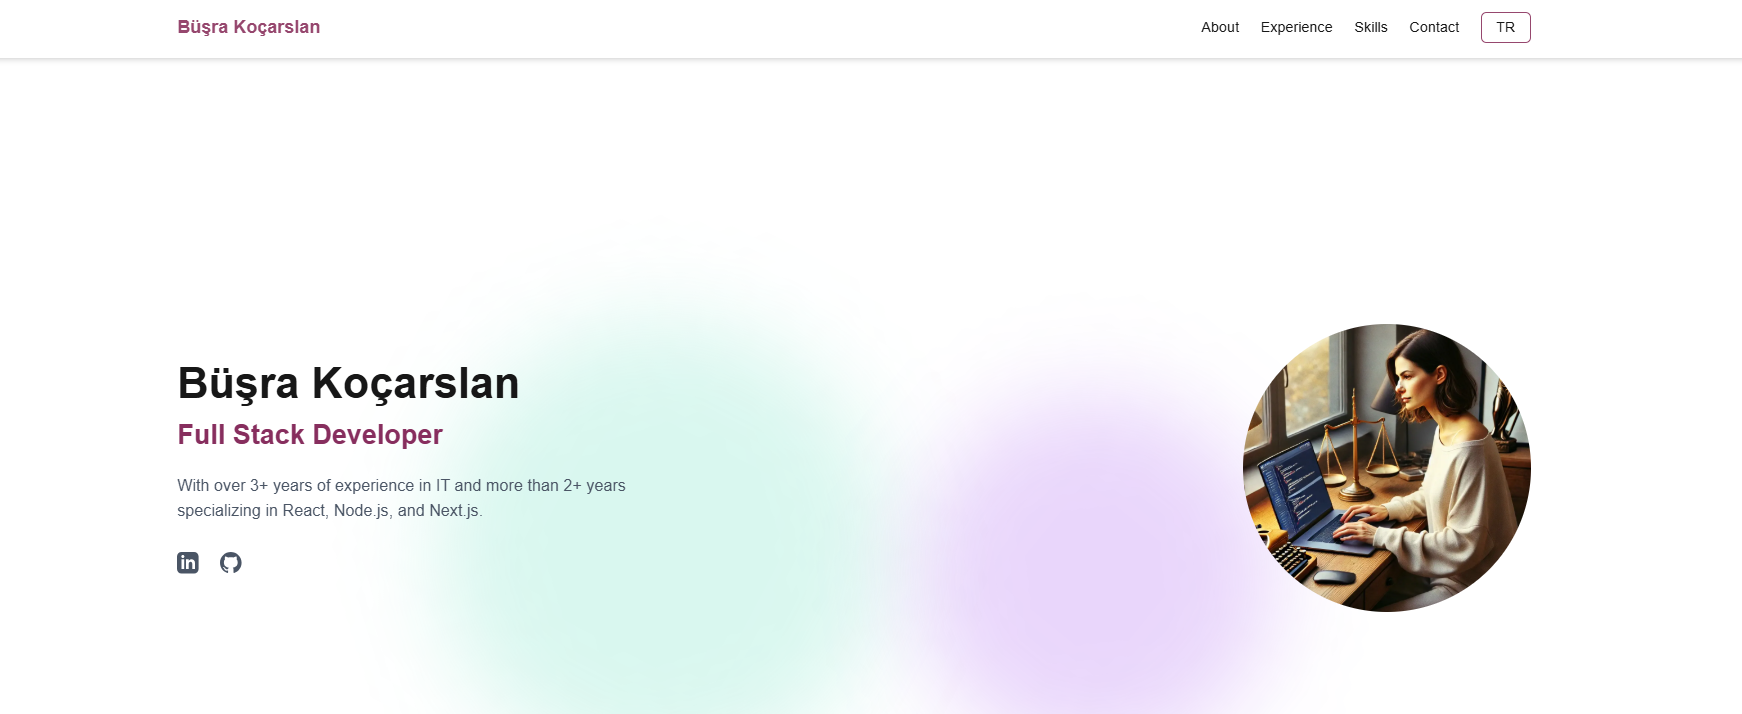 Büşra Koçarslan
About Experience Skills Contact TR
Büşra Koçarslan
Full Stack Developer
With over 3+ years of experience in IT and more than 2+ years
specializing in React, Node.js, and Next.js.
in